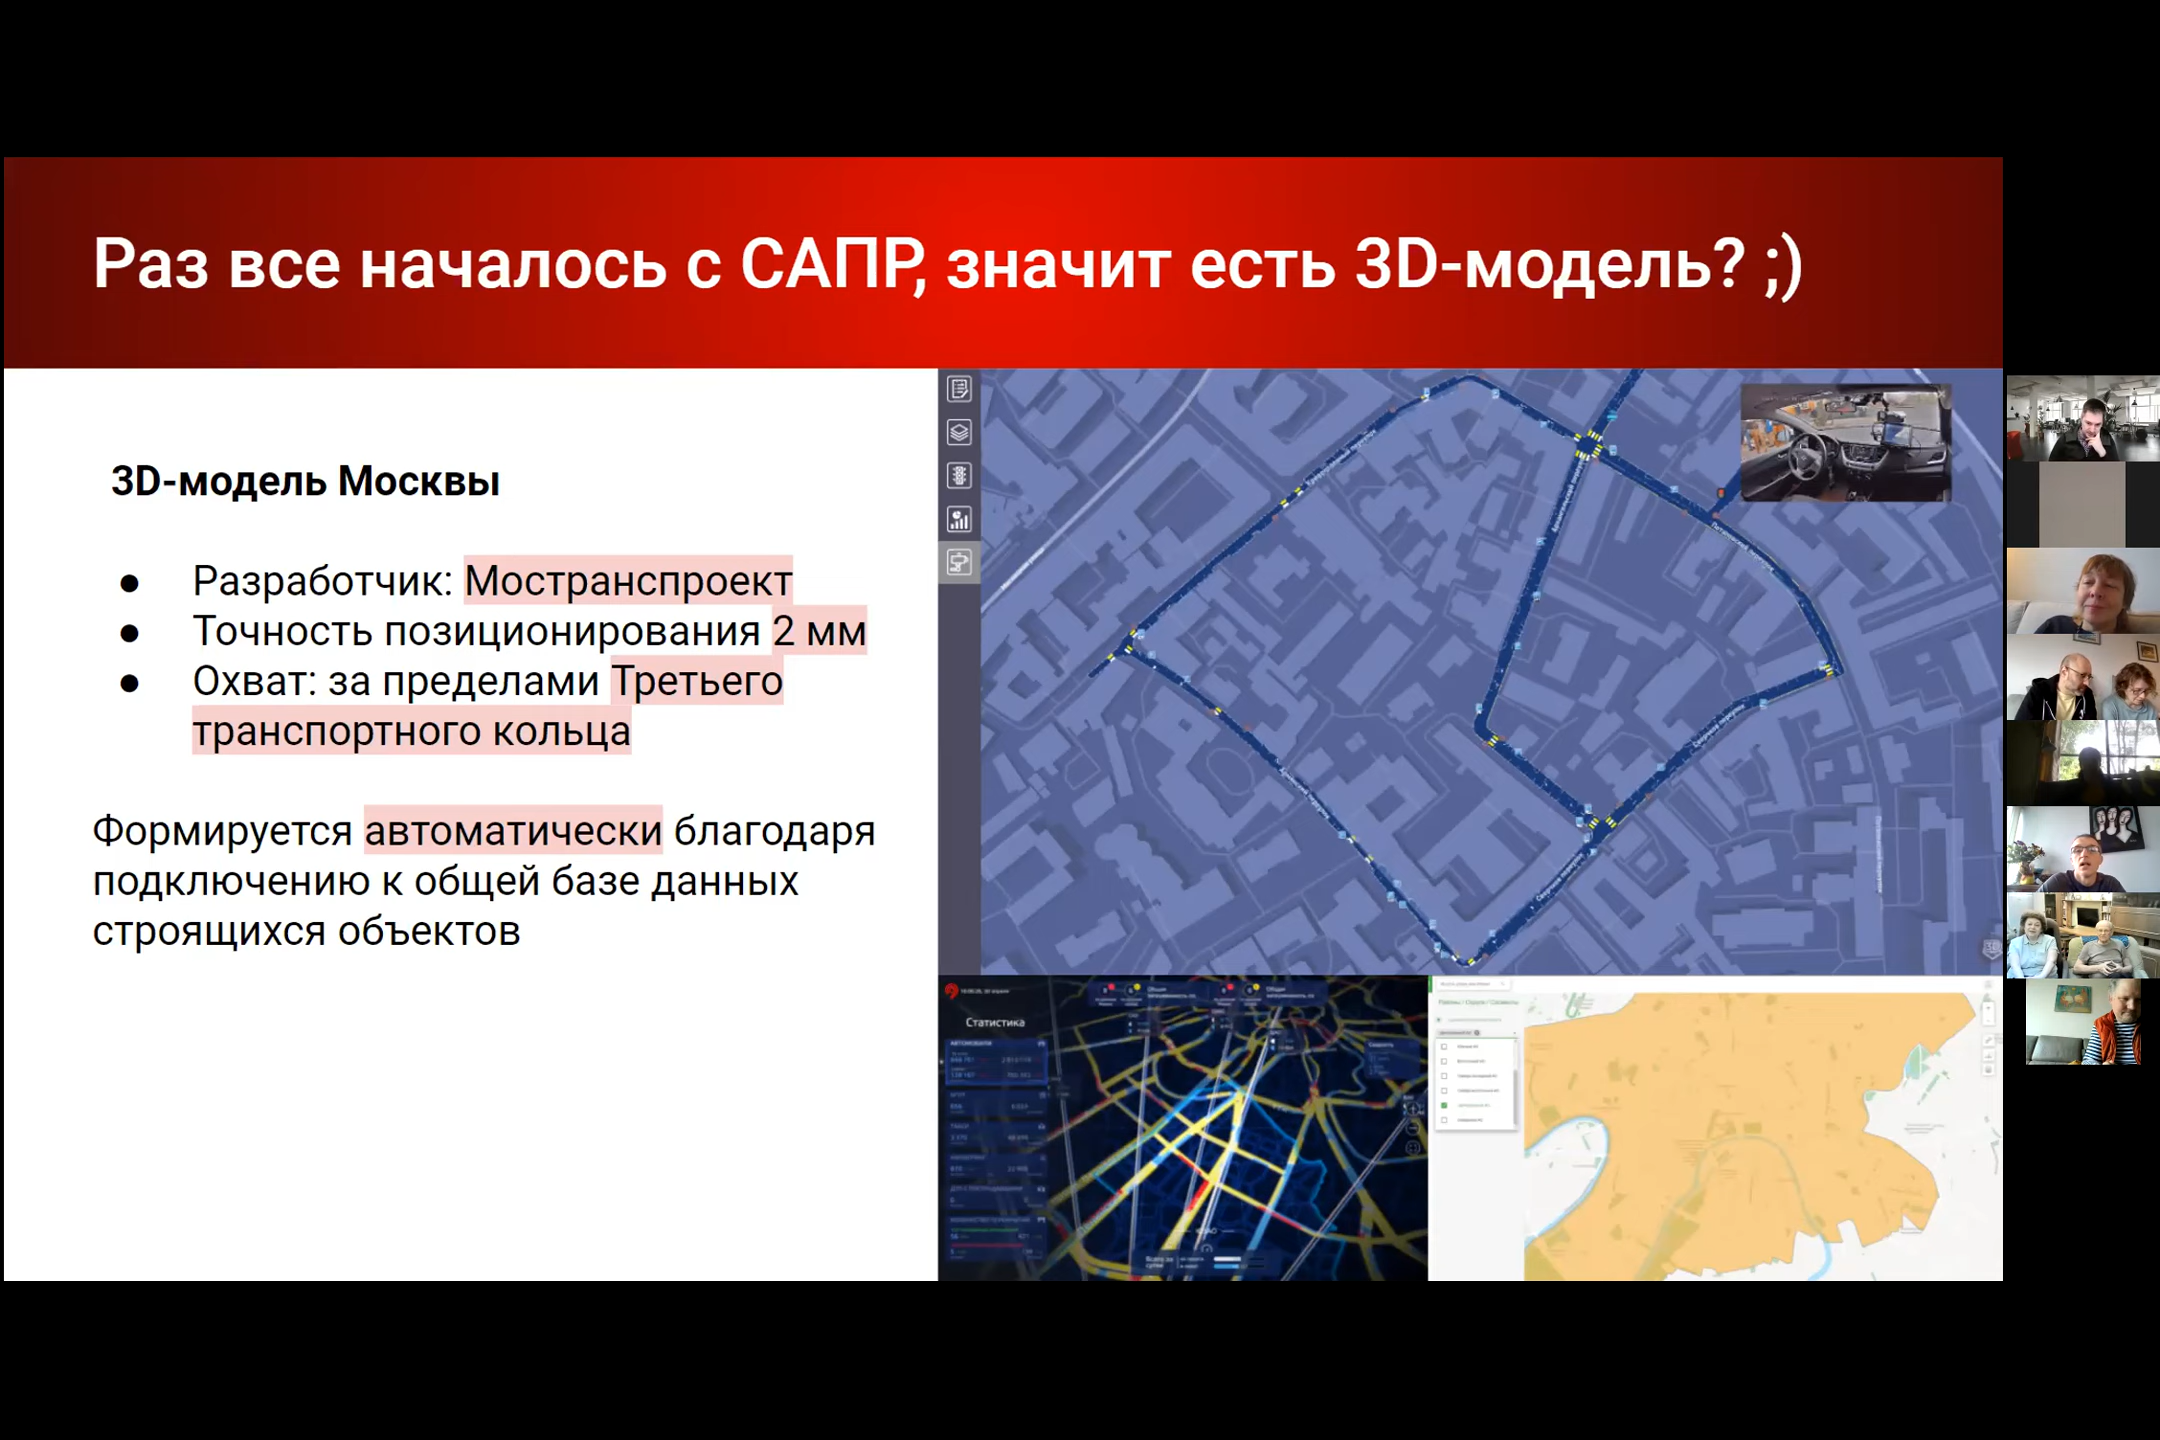 Раз все началось с САПР, значит есть 3D-модель? ;)
3D-модель Москвы
● Разработчик: Мостранспроект
● Точность позиционирования 2 мм
● Охват: за пределами Третьего
транспортного кольца
Формируется автоматически благодаря
подключению к общей базе данных
строящихся объектов
Статистика